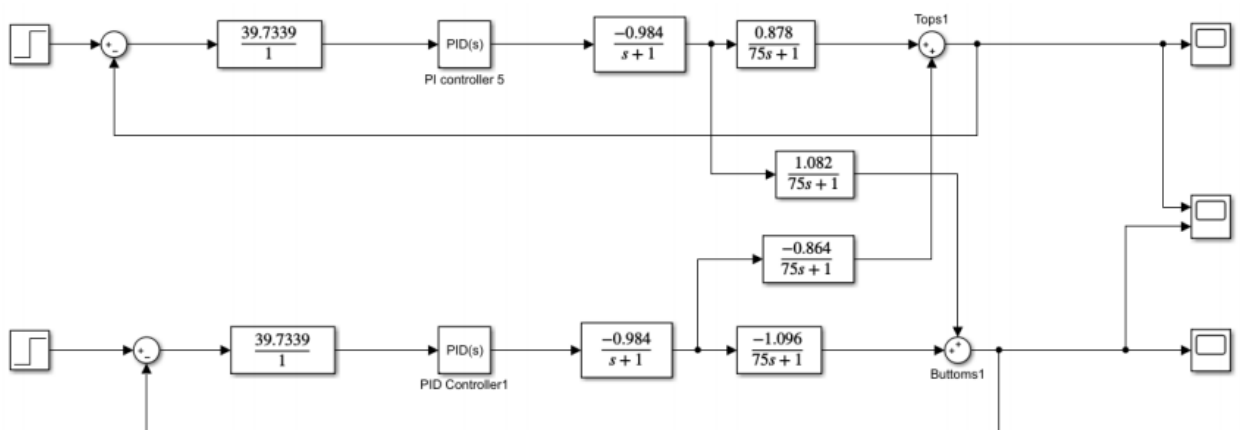 Tops1
39.7339
1
PID(s)
PI controller 5
−0.984
s + 1
0.878
75s + 1
+
−
+
+
1.082
75s + 1
−0.864
75s + 1
39.7339
1
PID(s)
PID Controller1
−0.984
s + 1
−1.096
75s + 1
+
−
+
+
Buttoms1